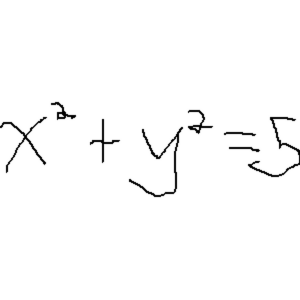 x² + y² = 5